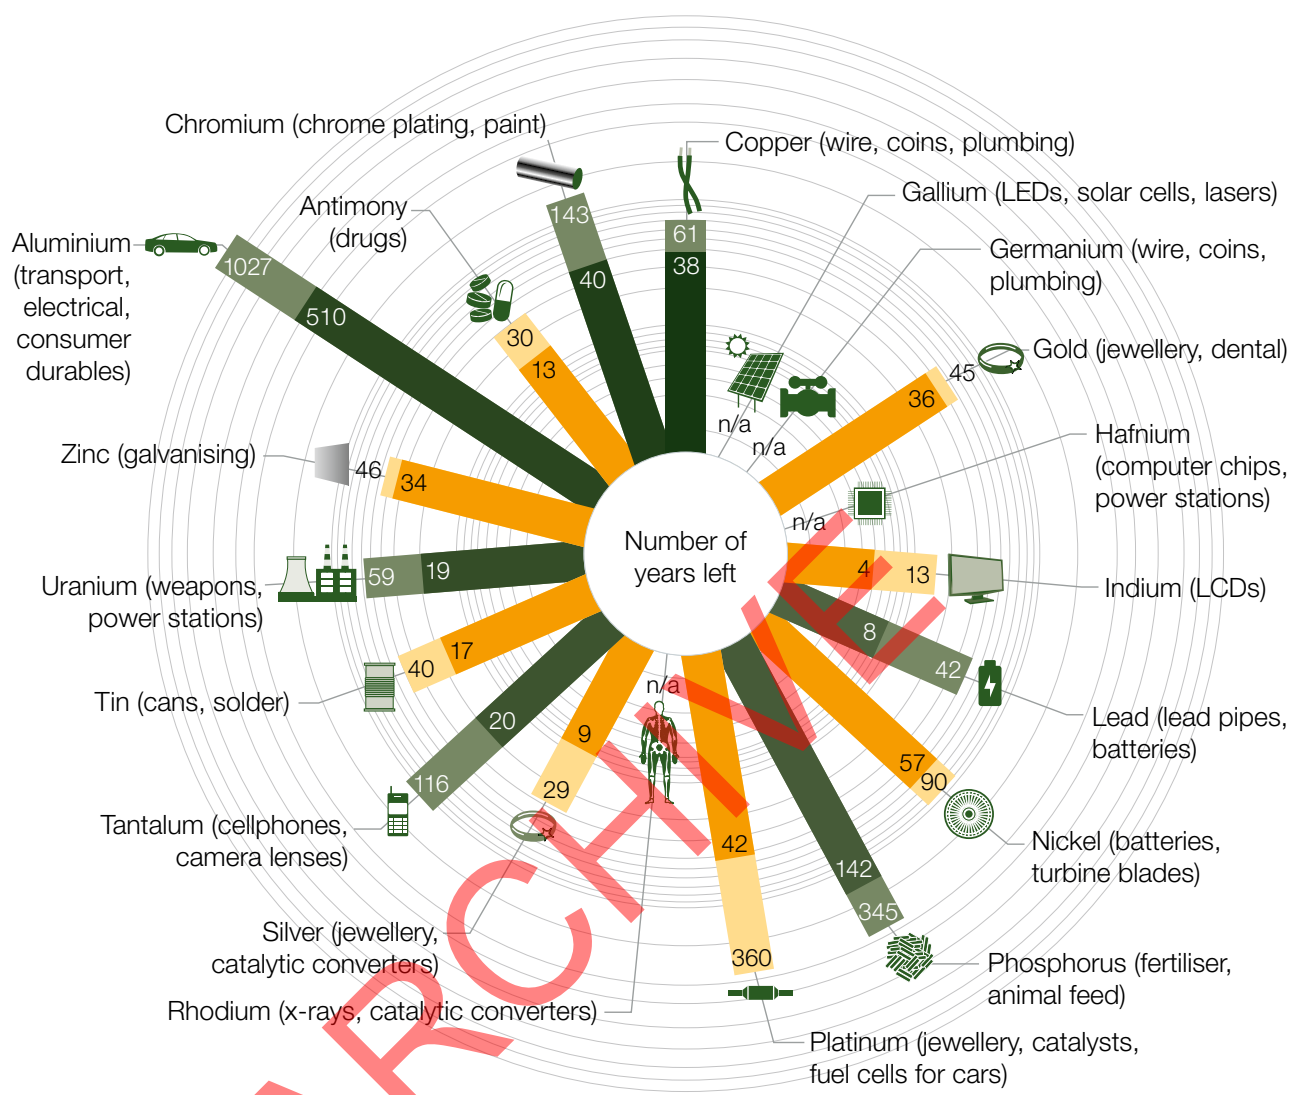 Chromium (chrome plating, paint)
143
40
Copper (wire, coins, plumbing)
61
38
Gallium (LEDs, solar cells, lasers)
n/a
Germanium (wire, coins,
plumbing)
n/a
Gold (jewellery, dental)
45
36
Hafnium
(computer chips,
power stations)
n/a
Indium (LCDs)
4
13
Lead (lead pipes,
batteries)
8
42
Nickel (batteries,
turbine blades)
57
90
Phosphorus (fertiliser,
animal feed)
142
345
Platinum (jewellery, catalysts,
fuel cells for cars)
42
360
Rhodium (x-rays, catalytic converters)
n/a
Silver (jewellery,
catalytic converters)
9
29
Tantalum (cellphones,
camera lenses)
20
116
Tin (cans, solder)
40
17
Uranium (weapons,
power stations)
59
19
Zinc (galvanising)
46
34
Aluminium
(transport,
electrical,
consumer
durables)
1027
510
Antimony
(drugs)
30
13
Number of
years left
RCHIVE